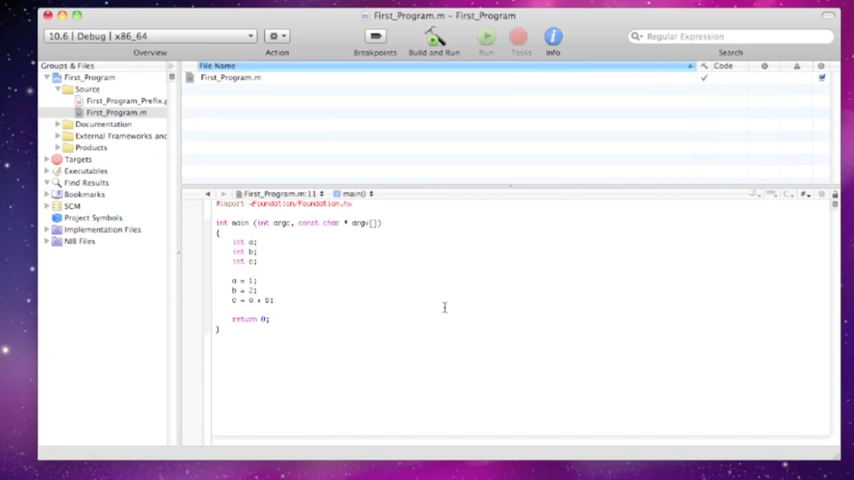 First_Program.m – First_Program
10.6 | Debug | x86_64
Regular Expression
Overview
Action
Breakpoints
Build and Run
Run
Tasks
Info
Search
Groups & Files
First_Program
Source
First_Program_Prefix.p
First_Program.m
Documentation
External Frameworks and
Products
Targets
Executables
Find Results
Bookmarks
SCM
Project Symbols
Implementation Files
NIB Files
File Name
Code
First_Program.m
First_Program.m:11
main()
#import <Foundation/Foundation.h>
int main (int argc, const char * argv[])
{
int a;
int b;
int c;
a = 1;
b = 2;
c = a + b;
return 0;
}